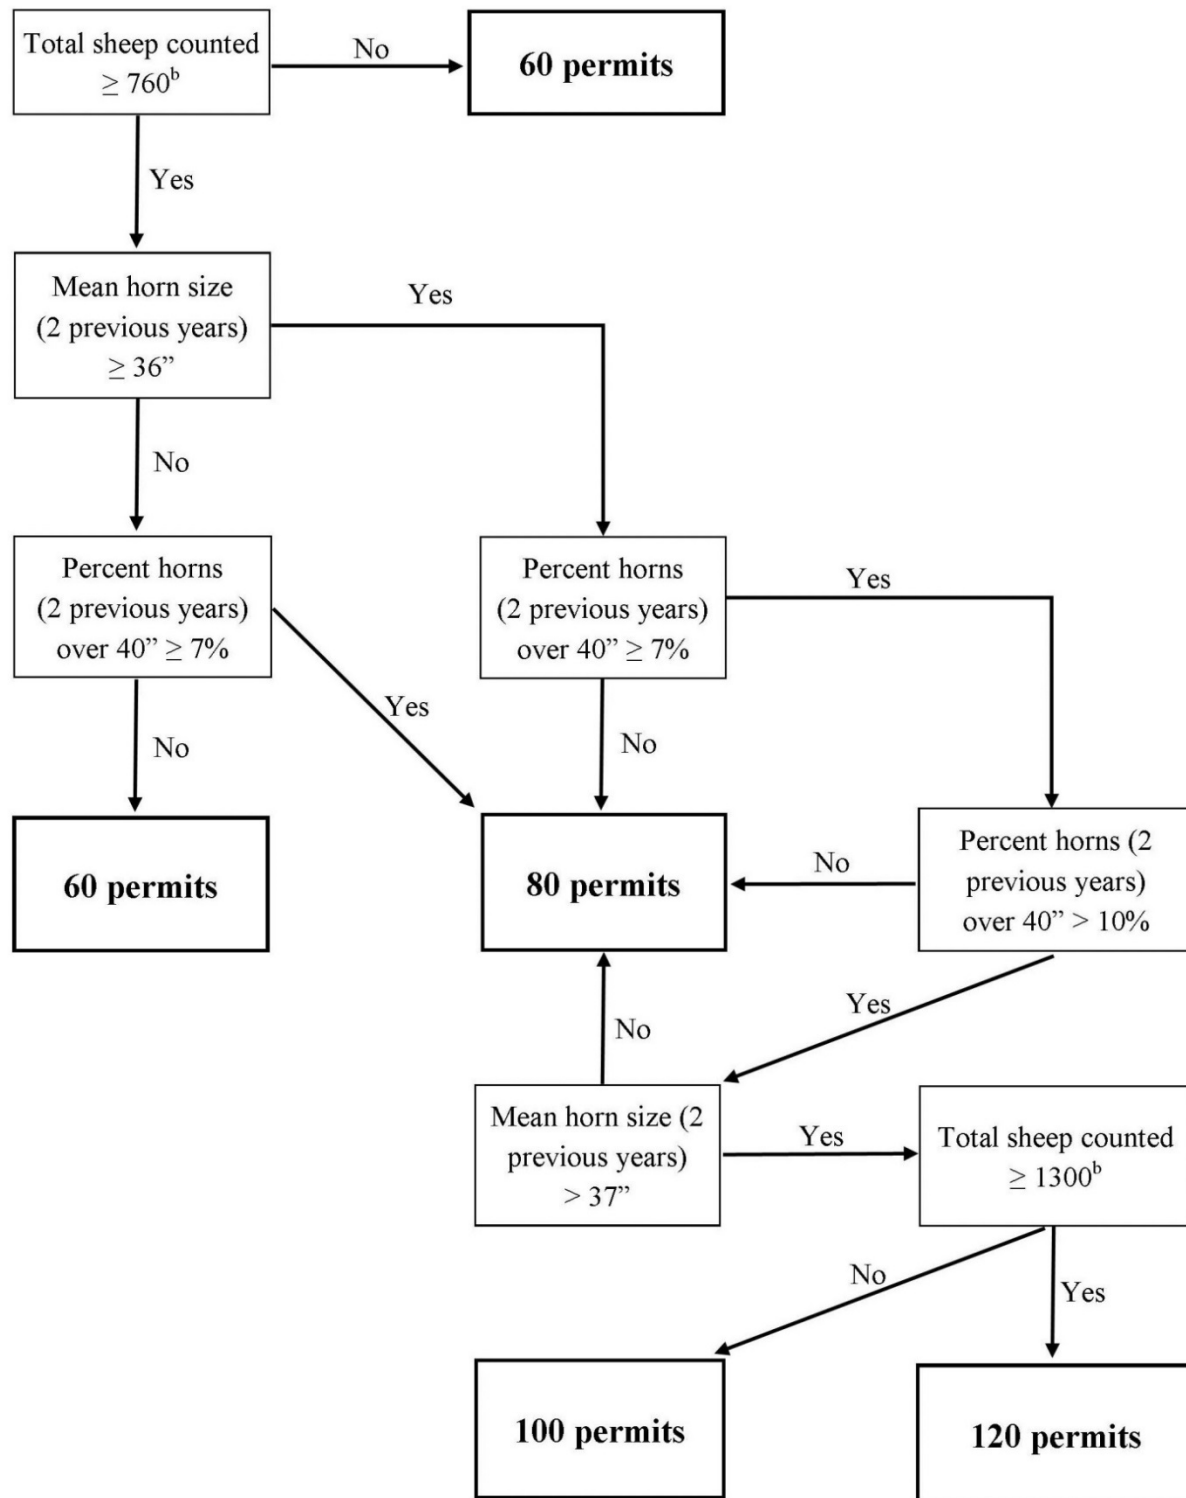 Total sheep counted
≥ 760ᵇ
No
60 permits
Yes
Mean horn size
(2 previous years)
≥ 36”
Yes
No
Percent horns
(2 previous years)
over 40” ≥ 7%
Yes
No
60 permits
Percent horns
(2 previous years)
over 40” ≥ 7%
Yes
No
80 permits
No
Percent horns (2
previous years)
over 40” > 10%
Yes
No
Mean horn size (2
previous years)
> 37”
Yes
Total sheep counted
≥ 1300ᵇ
No
Yes
100 permits
120 permits